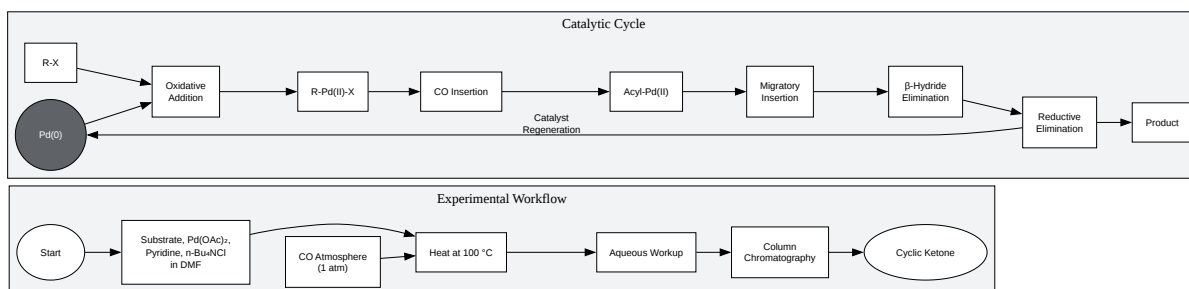 Catalytic Cycle
R-X
Pd(0)
Oxidative
Addition
R-Pd(II)-X
CO Insertion
Acyl-Pd(II)
Migratory
Insertion
β-Hydride
Elimination
Reductive
Elimination
Product
Catalyst
Regeneration
Experimental Workflow
Start
Substrate, Pd(OAc)₂,
Pyridine, n-Bu₄NCl
in DMF
CO Atmosphere
(1 atm)
Heat at 100 °C
Aqueous Workup
Column
Chromatography
Cyclic Ketone